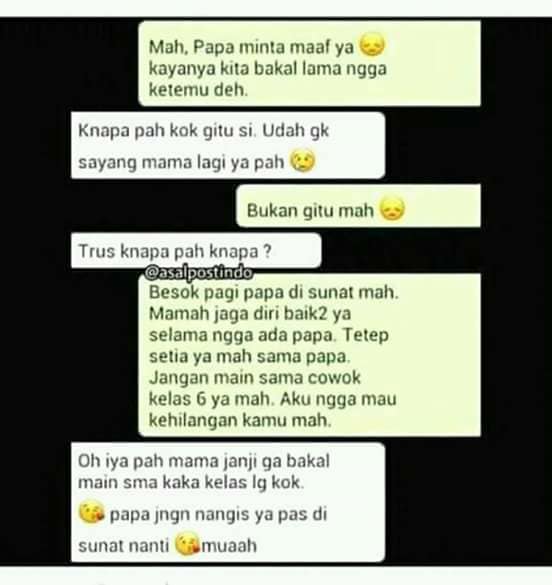 Mah, Papa minta maaf ya 😞
kayanya kita bakal lama ngga
ketemu deh.
Knapa pah kok gitu si. Udah gk
sayang mama lagi ya pah 😢
Bukan gitu mah 😞
Trus knapa pah knapa ?
@asalpostindo
Besok pagi papa di sunat mah.
Mamah jaga diri baik2 ya
selama ngga ada papa. Tetep
setia ya mah sama papa.
Jangan main sama cowok
kelas 6 ya mah. Aku ngga mau
kehilangan kamu mah.
Oh iya pah mama janji ga bakal
main sma kaka kelas lg kok.
😘 papa jngn nangis ya pas di
sunat nanti 😘muaah